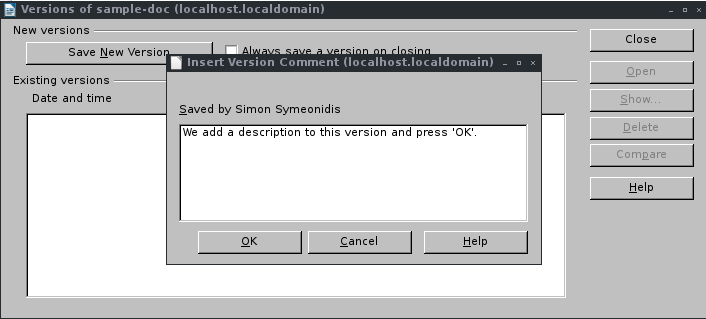 Versions of sample-doc (localhost.localdomain)
New versions
Save New Version
Always save a version on closing
Close
Insert Version Comment (localhost.localdomain)
Open
Existing versions
Date and time
Show...
Saved by Simon Symeonidis
Delete
We add a description to this version and press 'OK'.
Compare
Help
OK
Cancel
Help